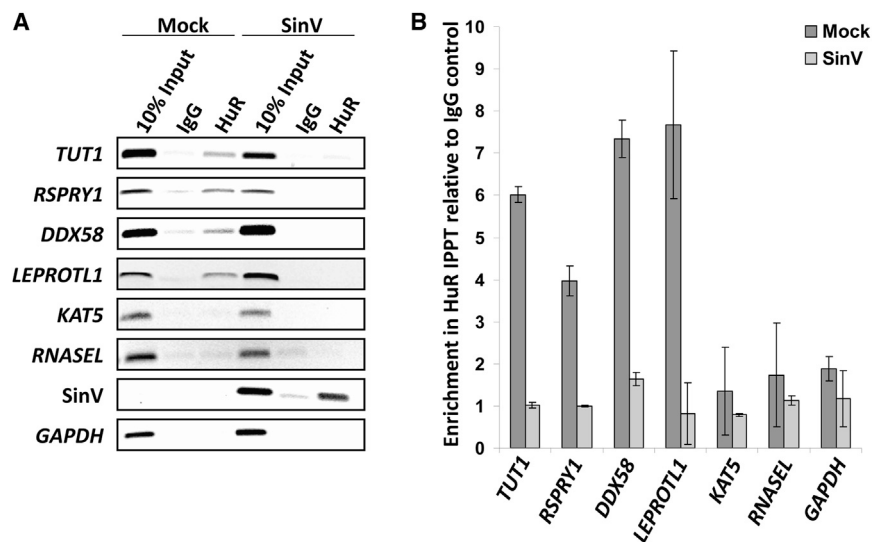 A
Mock SinV
10% Input IgG HuR 10% Input IgG HuR
TUT1
RSPRY1
DDX58
LEPROTL1
KAT5
RNASEL
SinV
GAPDH
B
Enrichment in HuR IPPT relative to IgG control
10
9
8
7
6
5
4
3
2
1
0
Mock
SinV
TUT1 RSPRY1 DDX58 LEPROTL1 KAT5 RNASEL GAPDH